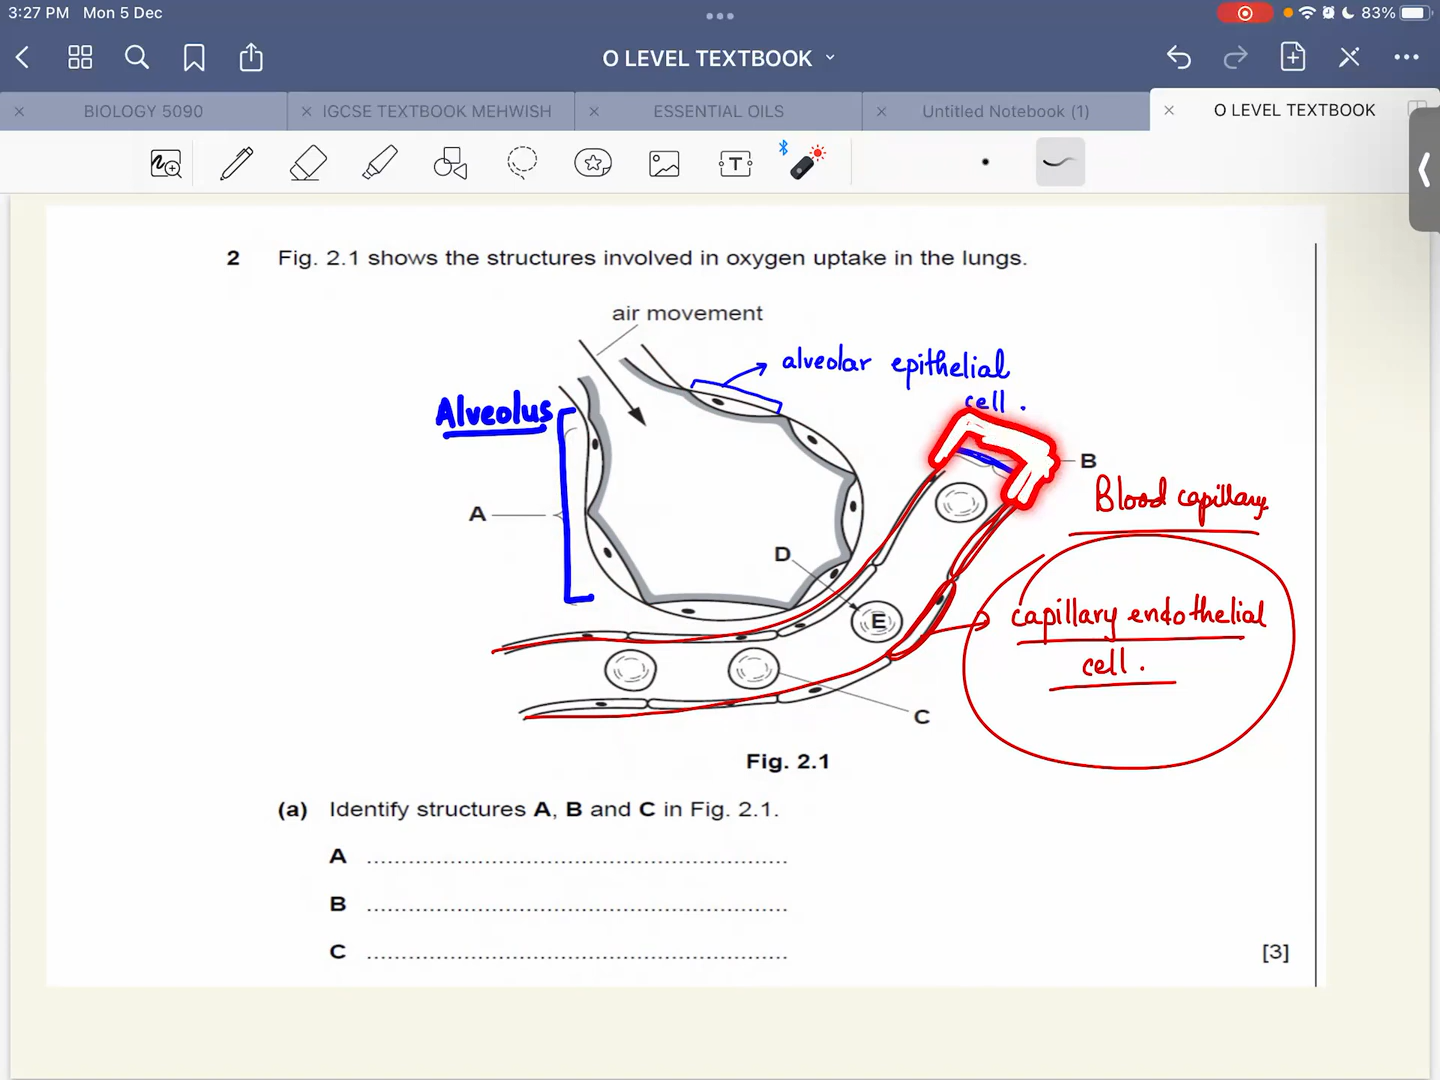 3:27 PM Mon 5 Dec
83%
O LEVEL TEXTBOOK
BIOLOGY 5090
IGCSE TEXTBOOK MEHWISH
ESSENTIAL OILS
Untitled Notebook (1)
O LEVEL TEXTBOOK
T
2 Fig. 2.1 shows the structures involved in oxygen uptake in the lungs.
air movement
alveolar epithelial
cell.
Alveolus
B
Blood capillary
A
D
E
capillary endothelial
cell.
C
Fig. 2.1
(a) Identify structures A, B and C in Fig. 2.1.
A ..........................................................
B ..........................................................
C ..........................................................
[3]